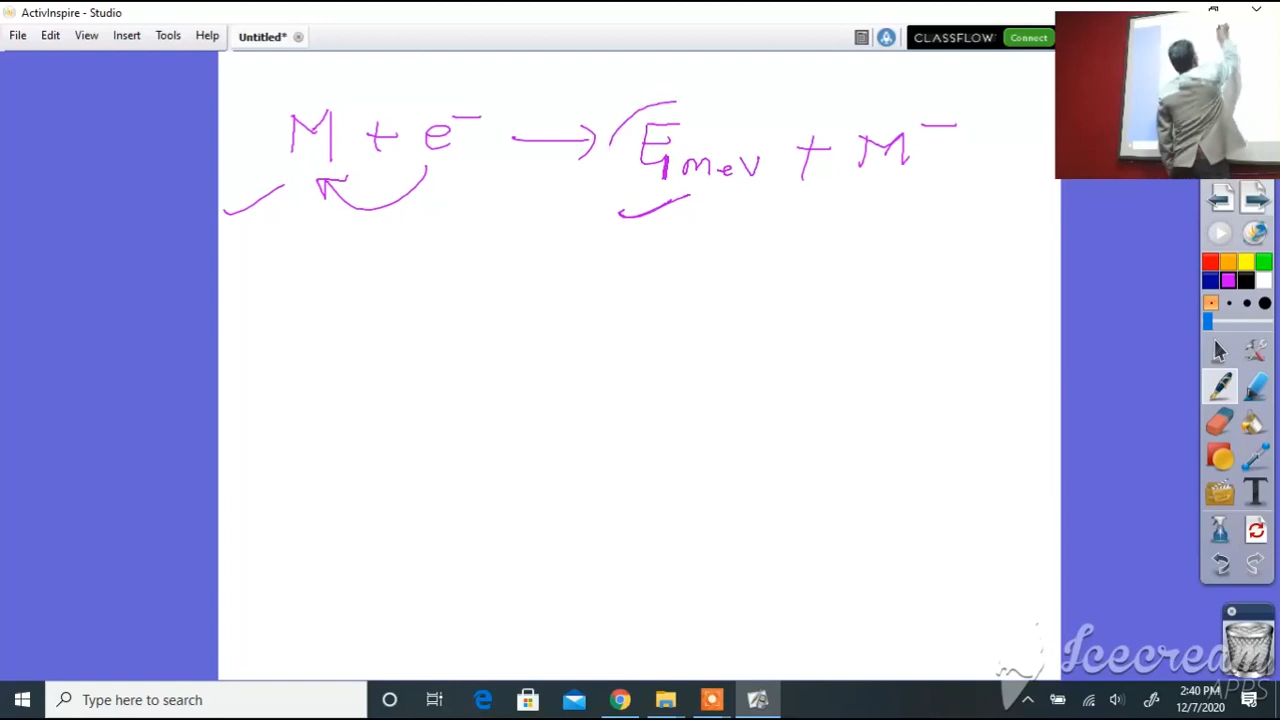 ActivInspire - Studio
File Edit View Insert Tools Help Untitled* CLASSFLOW Connect
M + e⁻ → E₁ meV + M⁻
T
Icecream
APPS
Type here to search
2:40 PM
12/7/2020